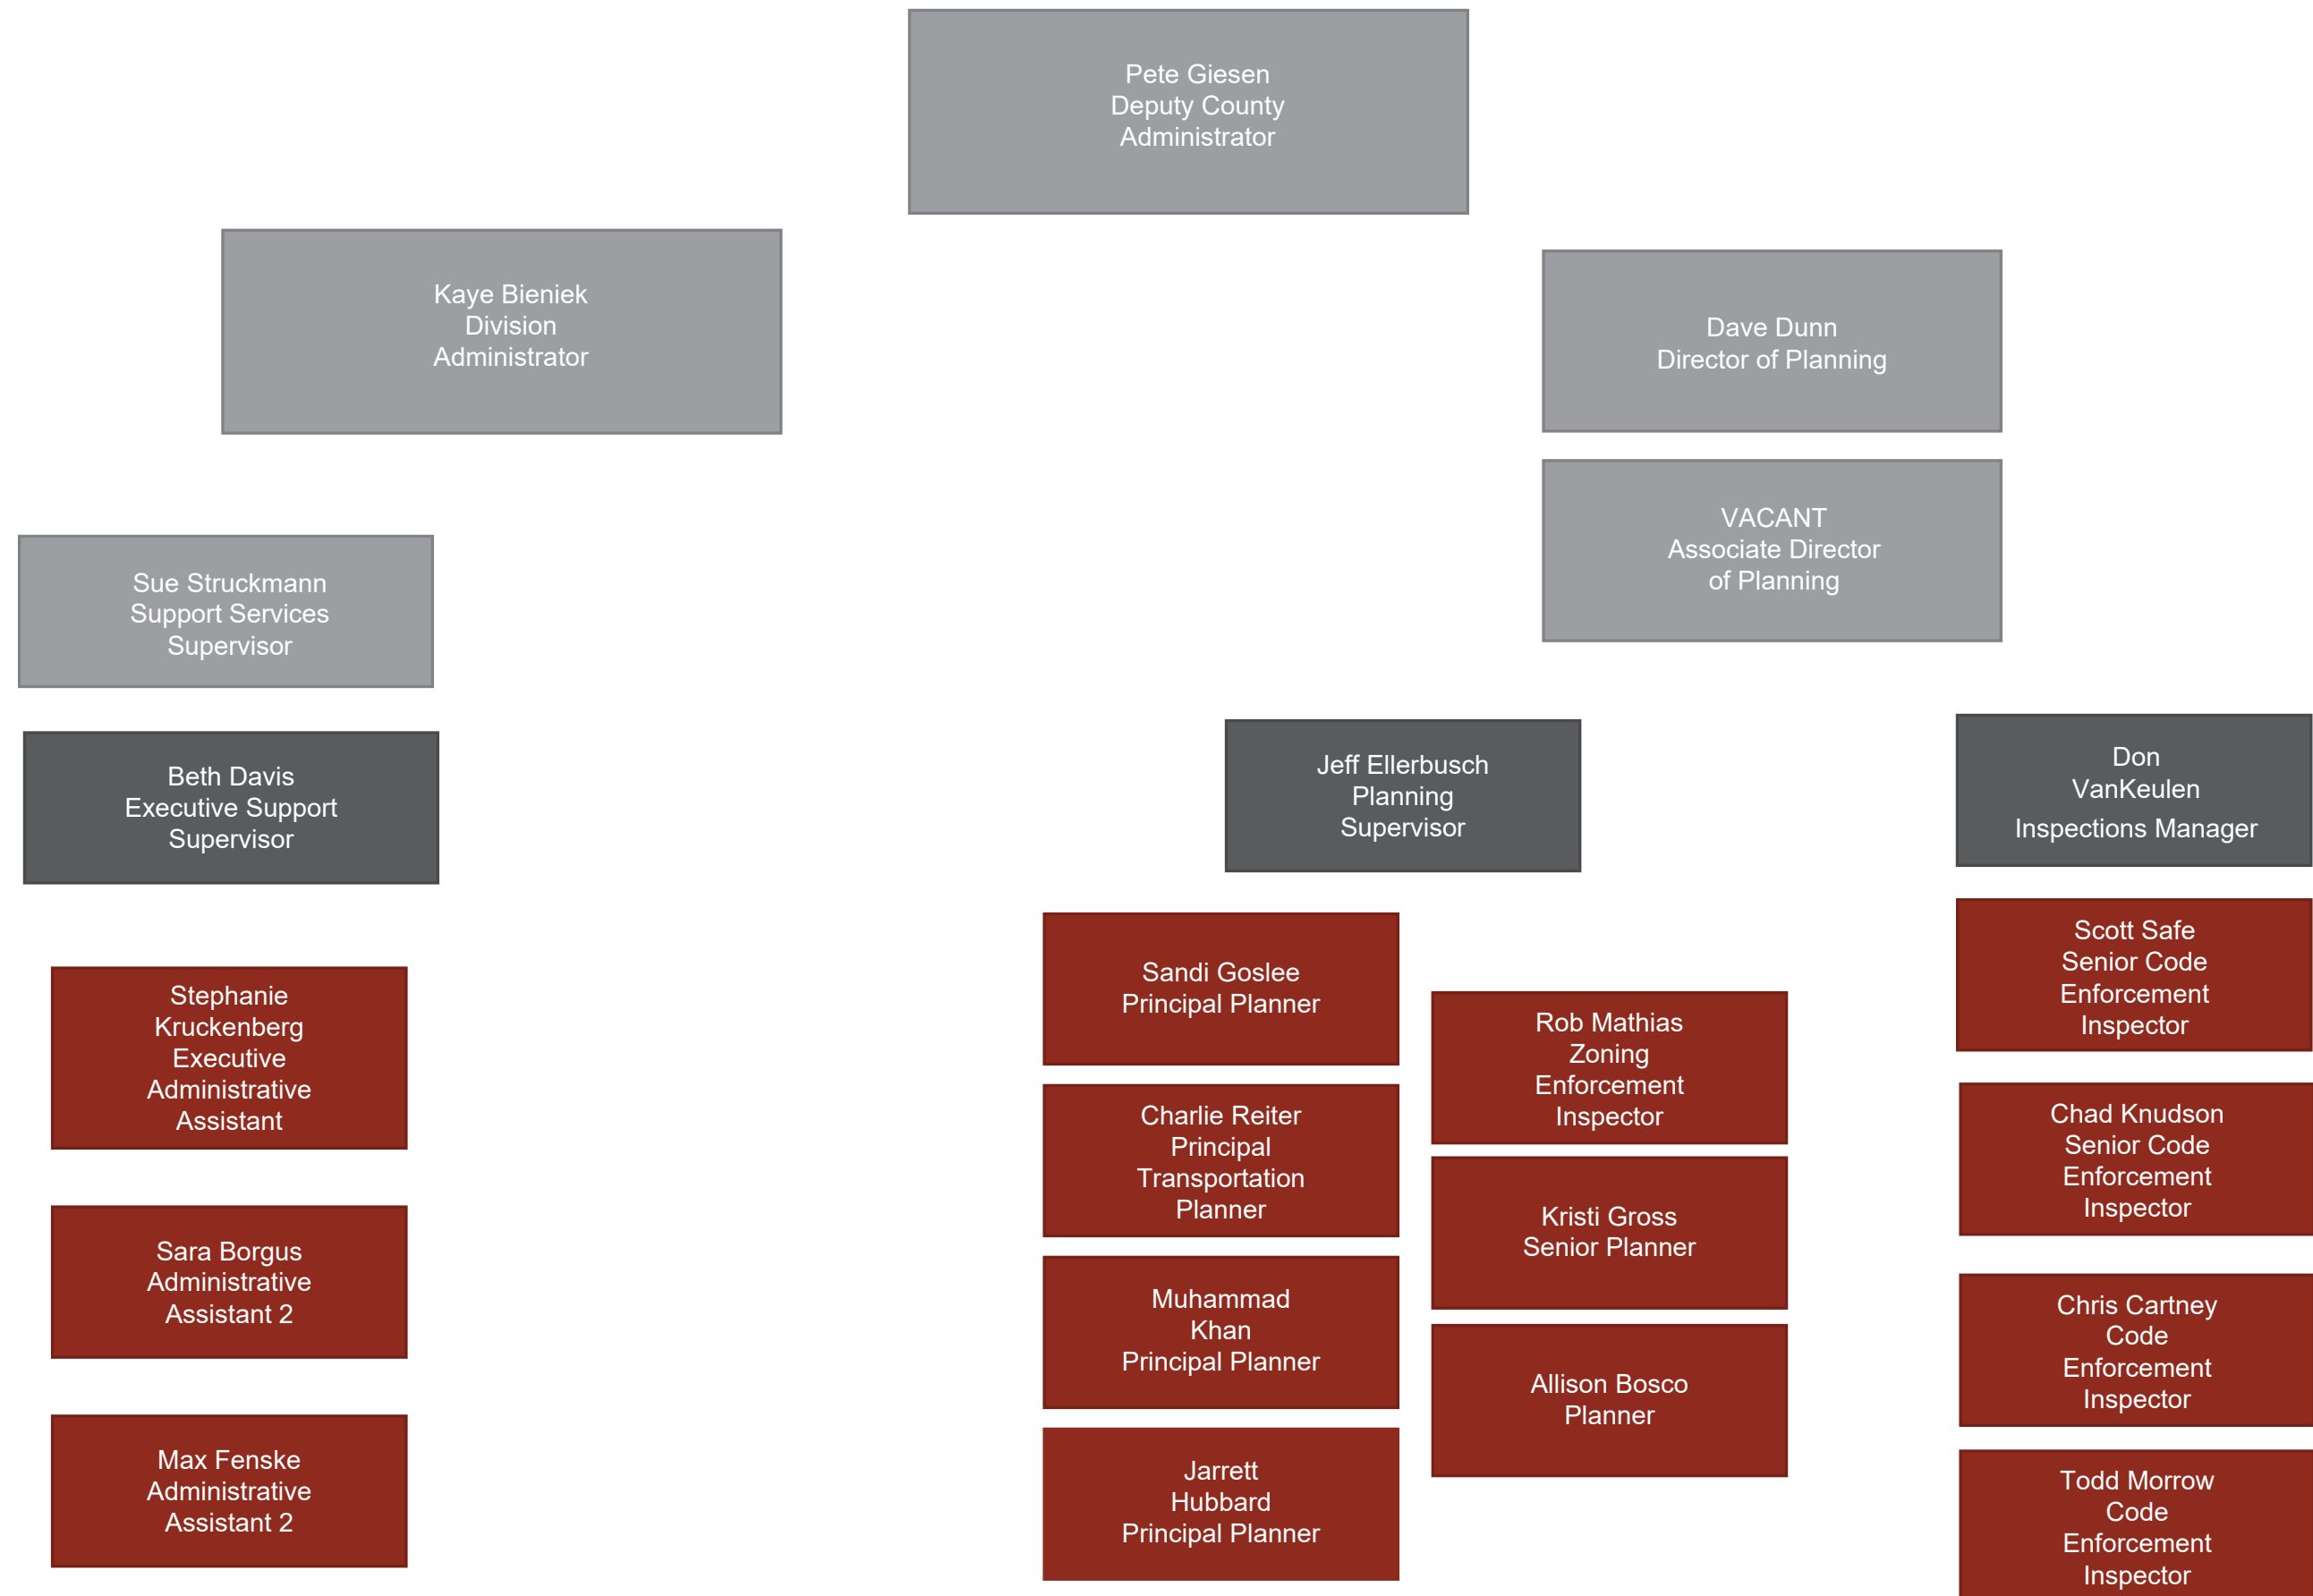 Pete Giesen
Deputy County
Administrator
Kaye Bieniek
Division
Administrator
Dave Dunn
Director of Planning
VACANT
Associate Director
of Planning
Sue Struckmann
Support Services
Supervisor
Beth Davis
Executive Support
Supervisor
Jeff Ellerbusch
Planning
Supervisor
Don
VanKeulen
Inspections Manager
Stephanie
Kruckenberg
Executive
Administrative
Assistant
Sara Borgus
Administrative
Assistant 2
Max Fenske
Administrative
Assistant 2
Sandi Goslee
Principal Planner
Charlie Reiter
Principal
Transportation
Planner
Muhammad
Khan
Principal Planner
Jarrett
Hubbard
Principal Planner
Rob Mathias
Zoning
Enforcement
Inspector
Kristi Gross
Senior Planner
Allison Bosco
Planner
Scott Safe
Senior Code
Enforcement
Inspector
Chad Knudson
Senior Code
Enforcement
Inspector
Chris Cartney
Code
Enforcement
Inspector
Todd Morrow
Code
Enforcement
Inspector